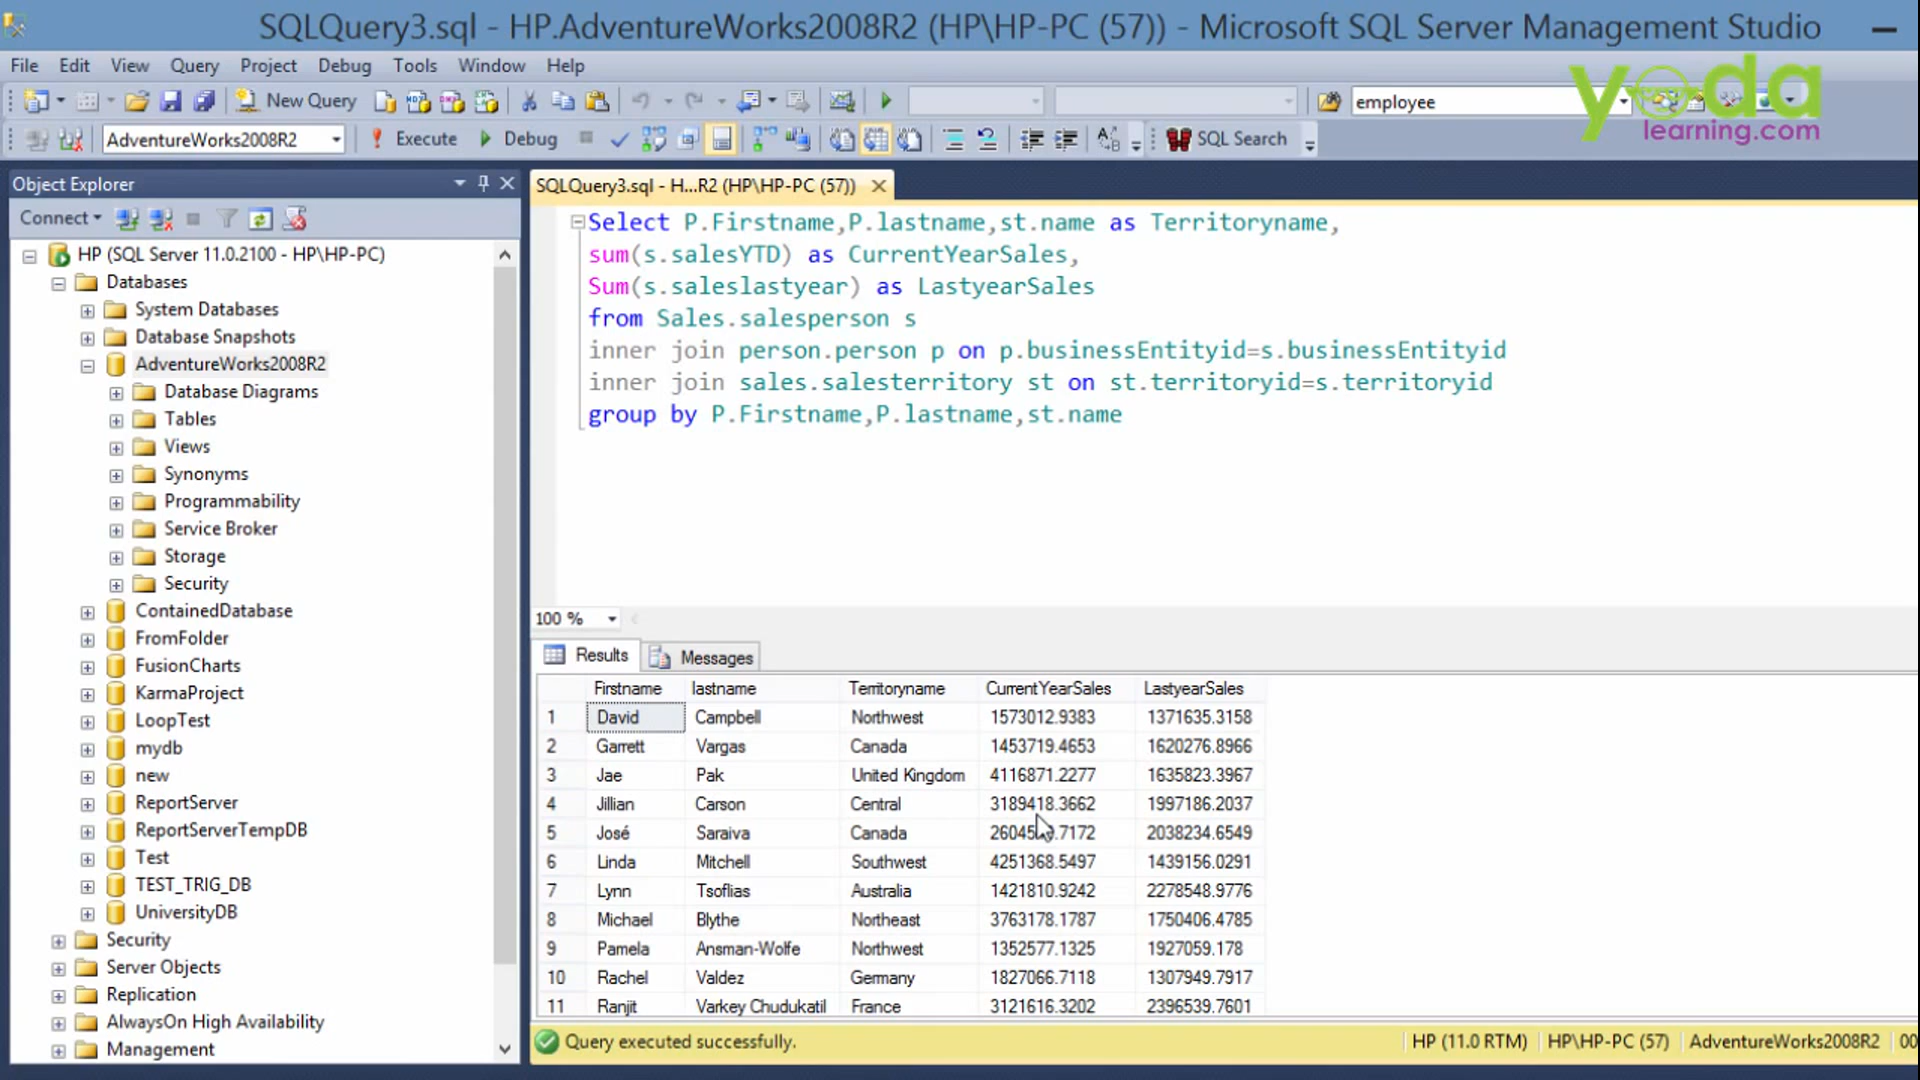 SQLQuery3.sql - HP.AdventureWorks2008R2 (HP\HP-PC (57)) - Microsoft SQL Server Management Studio
File Edit View Query Project Debug Tools Window Help
yoda
learning.com
New Query employee
AdventureWorks2008R2 Execute Debug SQL Search
Object Explorer
Connect
HP (SQL Server 11.0.2100 - HP\HP-PC)
Databases
System Databases
Database Snapshots
AdventureWorks2008R2
Database Diagrams
Tables
Views
Synonyms
Programmability
Service Broker
Storage
Security
ContainedDatabase
FromFolder
FusionCharts
KarmaProject
LoopTest
mydb
new
ReportServer
ReportServerTempDB
Test
TEST_TRIG_DB
UniversityDB
Security
Server Objects
Replication
AlwaysOn High Availability
Management
SQLQuery3.sql - H...R2 (HP\HP-PC (57))
Select P.Firstname,P.lastname,st.name as Territoryname,
sum(s.salesYTD) as CurrentYearSales,
Sum(s.saleslastyear) as LastyearSales
from Sales.salesperson s
inner join person.person p on p.businessEntityid=s.businessEntityid
inner join sales.salesterritory st on st.territoryid=s.territoryid
group by P.Firstname,P.lastname,st.name
100 %
Results Messages
Firstname lastname Territoryname CurrentYearSales LastyearSales
1 David Campbell Northwest 1573012.9383 1371635.3158
2 Garrett Vargas Canada 1453719.4653 1620276.8966
3 Jae Pak United Kingdom 4116871.2277 1635823.3967
4 Jillian Carson Central 3189418.3662 1997186.2037
5 José Saraiva Canada 2038234.6549
6 Linda Mitchell Southwest 4251368.5497 1439156.0291
7 Lynn Tsoflias Australia 1421810.9242 2278548.9776
8 Michael Blythe Northeast 3763178.1787 1750406.4785
9 Pamela Ansman-Wolfe Northwest 1352577.1325 1927059.178
10 Rachel Valdez Germany 1827066.7118 1307949.7917
11 Ranjit Varkey Chudukatil France 3121616.3202 2396539.7601
Query executed successfully. HP (11.0 RTM) HP\HP-PC (57) AdventureWorks2008R2 00